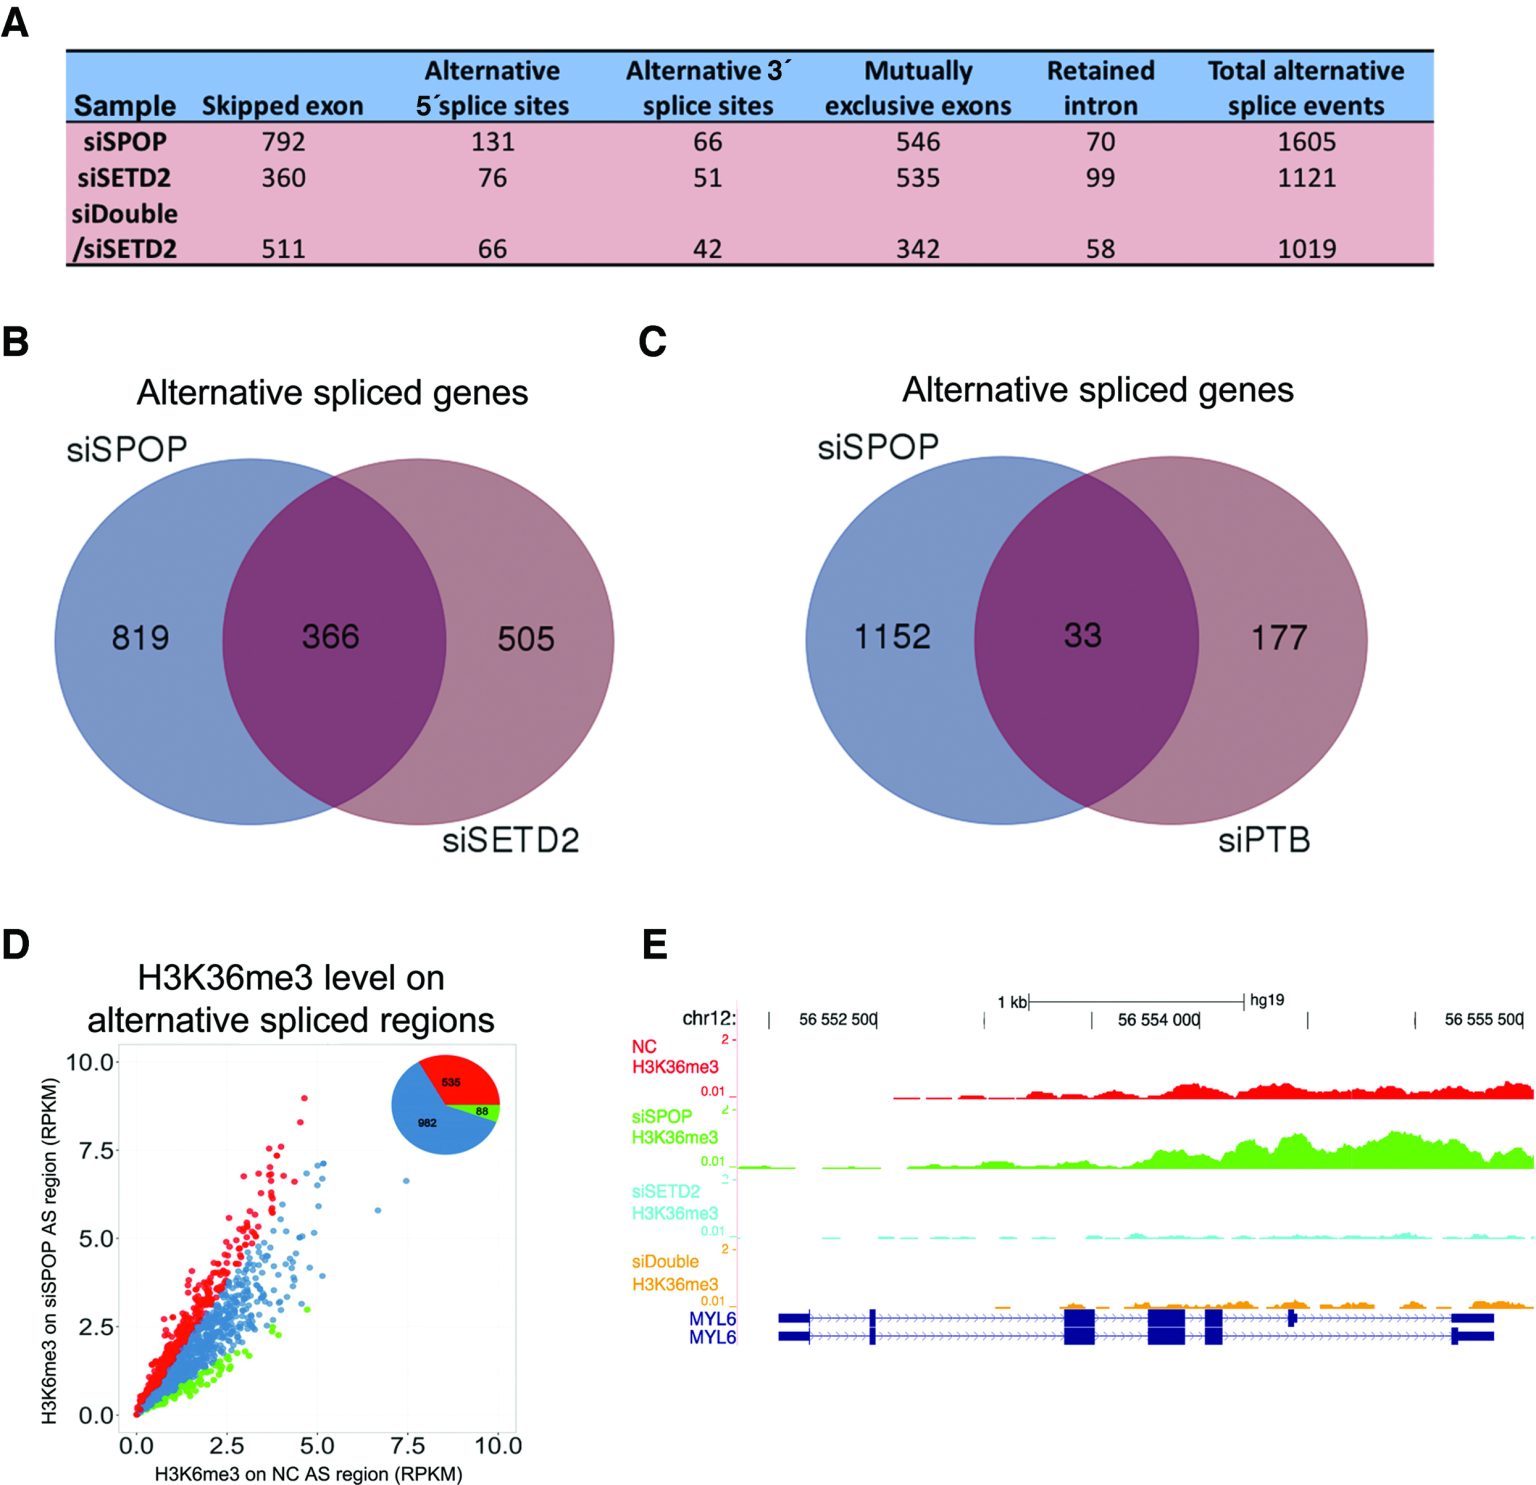 A
Sample Skipped exon Alternative 5´splice sites Alternative 3´ splice sites Mutually exclusive exons Retained intron Total alternative splice events
siSPOP 792 131 66 546 70 1605
siSETD2 360 76 51 535 99 1121
siDouble
/siSETD2 511 66 42 342 58 1019
B
Alternative spliced genes
siSPOP
819 366 505
siSETD2
C
Alternative spliced genes
siSPOP
1152 33 177
siPTB
D
H3K36me3 level on
alternative spliced regions
H3K6me3 on siSPOP AS region (RPKM)
10.0
7.5
5.0
2.5
0.0
535
88
982
0.0 2.5 5.0 7.5 10.0
H3K6me3 on NC AS region (RPKM)
E
1 kb hg19
chr12: 56 552 500 56 554 000 56 555 500
NC 2
H3K36me3
0.01
siSPOP 2
H3K36me3
0.01
siSETD2 2
H3K36me3
0.01
siDouble 2
H3K36me3
0.01
MYL6
MYL6